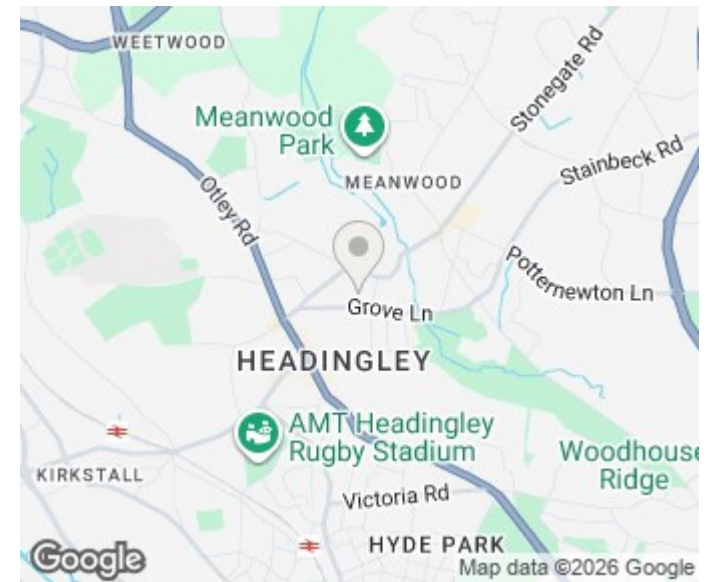 WEETWOOD
Stonegate Rd
Meanwood
Park
Stainbeck Rd
MEANWOOD
Otley Rd
Potternewton Ln
Grove Ln
HEADINGLEY
AMT Headingley
Rugby Stadium
Woodhouse
Ridge
KIRKSTALL
Victoria Rd
HYDE PARK
Google
Map data ©2026 Google